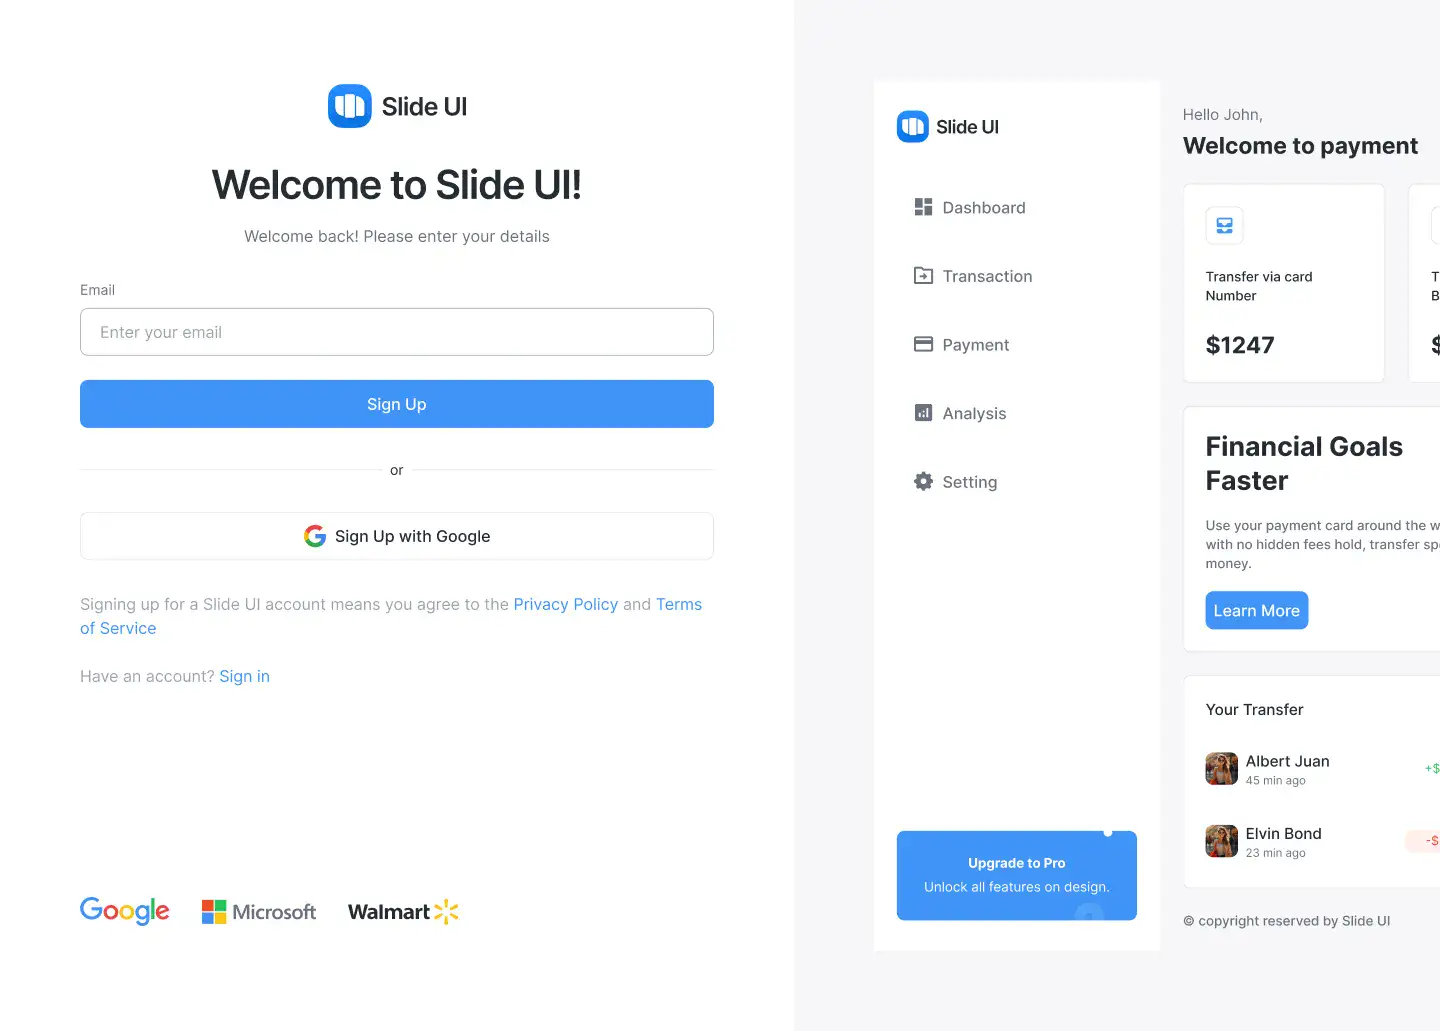 Slide UI
Welcome to Slide UI!
Welcome back! Please enter your details
Email
Enter your email
Sign Up
or
Sign Up with Google
Signing up for a Slide UI account means you agree to the Privacy Policy and Terms
of Service
Have an account? Sign in
Google
Microsoft
Walmart
Slide UI
Dashboard
Transaction
Payment
Analysis
Setting
Upgrade to Pro
Unlock all features on design.
Hello John,
Welcome to payment
Transfer via card
Number
$1247
Financial Goals
Faster
Use your payment card around the
with no hidden fees hold, transfer
money.
Learn More
Your Transfer
Albert Juan
45 min ago
+$
Elvin Bond
23 min ago
-$
© copyright reserved by Slide UI